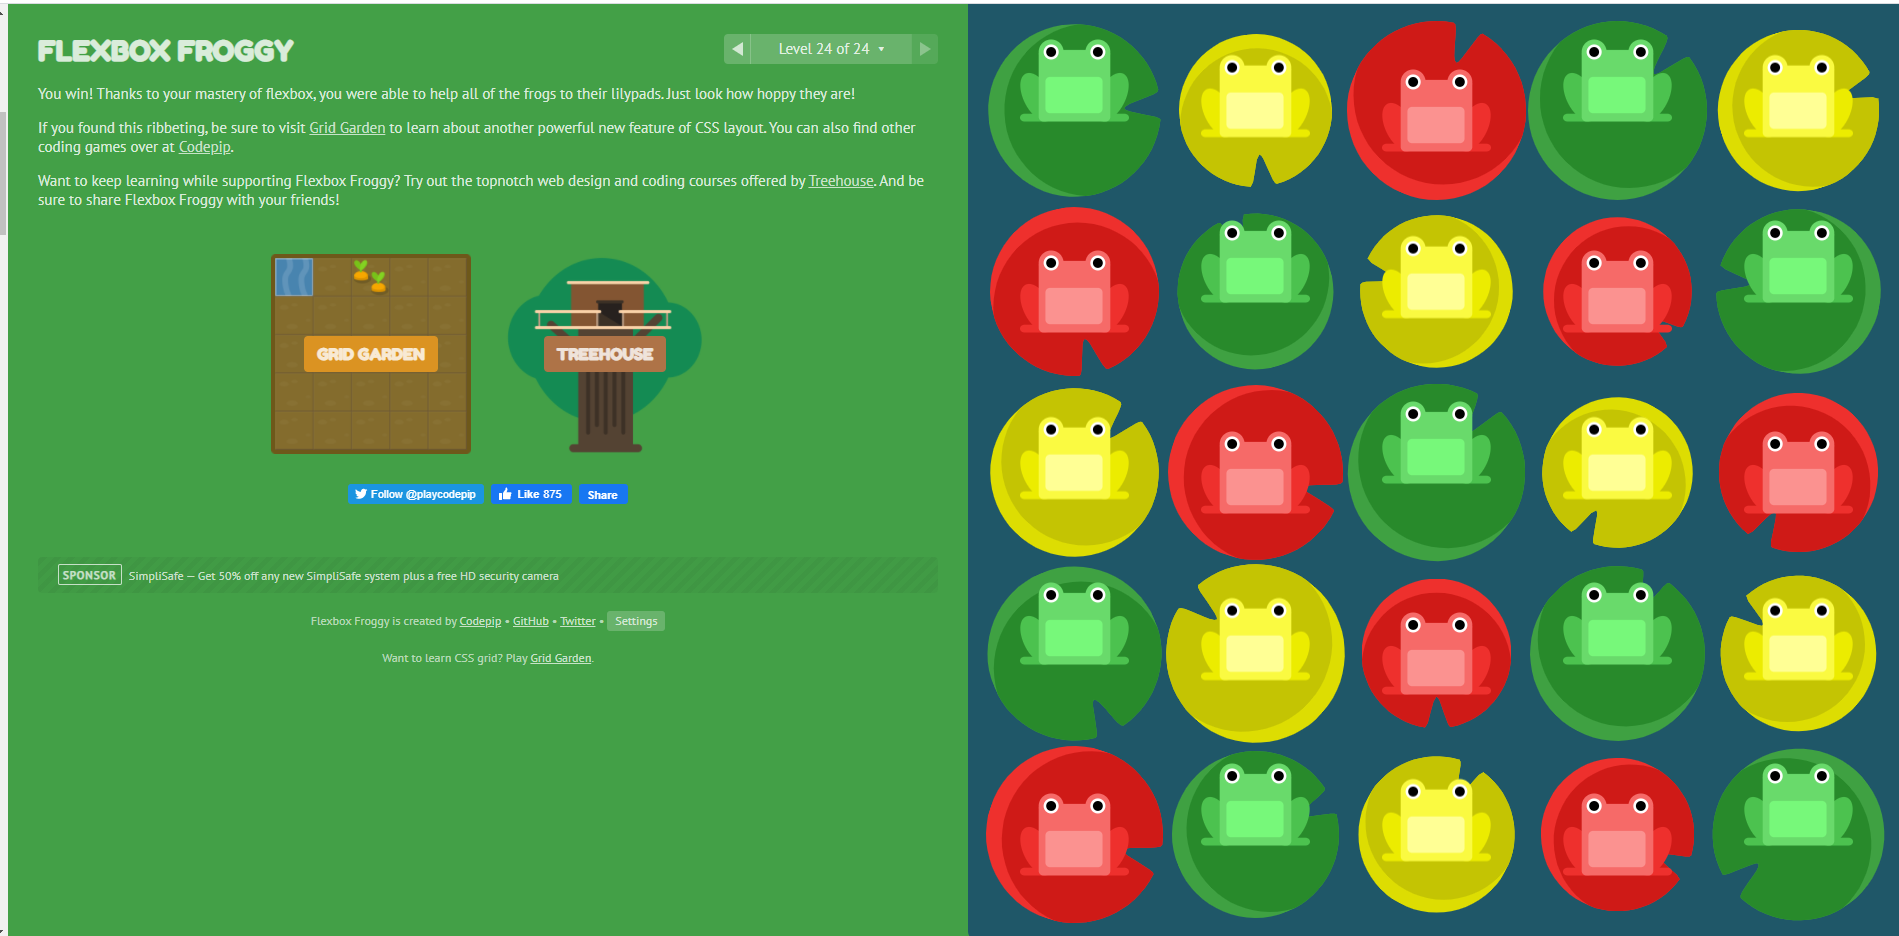 FLEXBOX FROGGY
Level 24 of 24
You win! Thanks to your mastery of flexbox, you were able to help all of the frogs to their lilypads. Just look how hoppy they are!
If you found this ribbeting, be sure to visit Grid Garden to learn about another powerful new feature of CSS layout. You can also find other
coding games over at Codepip.
Want to keep learning while supporting Flexbox Froggy? Try out the topnotch web design and coding courses offered by Treehouse. And be
sure to share Flexbox Froggy with your friends!
GRID GARDEN
TREEHOUSE
Follow @playcodepip
Like 875
Share
SPONSOR SimpliSafe — Get 50% off any new SimpliSafe system plus a free HD security camera
Flexbox Froggy is created by Codepip • GitHub • Twitter • Settings
Want to learn CSS grid? Play Grid Garden.